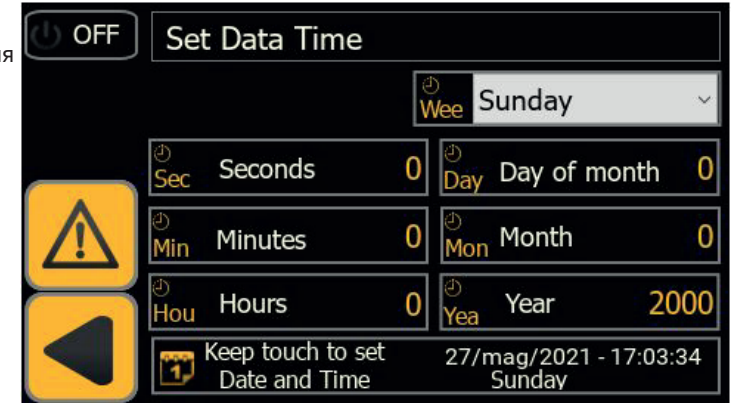 ия
OFF
Set Data Time
Wee Sunday
Sec Seconds 0
Day Day of month 0
Min Minutes 0
Mon Month 0
Hou Hours 0
Yea Year 2000
Keep touch to set
Date and Time
27/mag/2021 - 17:03:34
Sunday
1